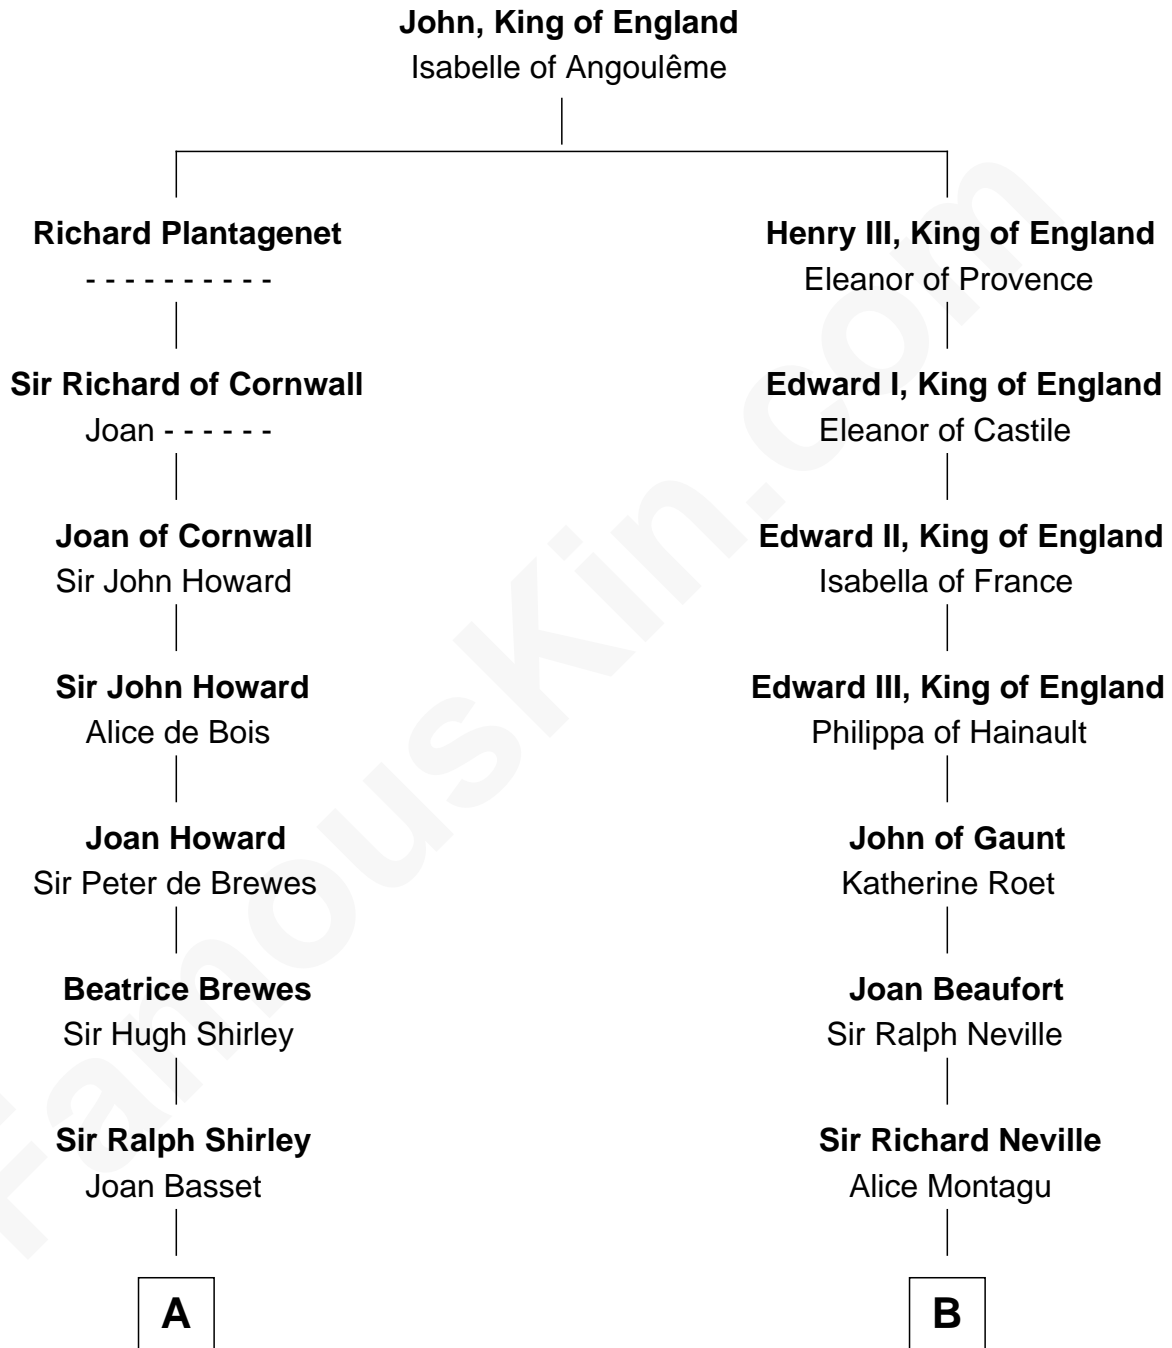 John, King of England
Isabelle of Angoulême
Richard Plantagenet
- - - - - - - - - -
Henry III, King of England
Eleanor of Provence
Sir Richard of Cornwall
Joan - - - - - -
Edward I, King of England
Eleanor of Castile
Joan of Cornwall
Sir John Howard
Edward II, King of England
Isabella of France
Sir John Howard
Alice de Bois
Edward III, King of England
Philippa of Hainault
Joan Howard
Sir Peter de Brewes
John of Gaunt
Katherine Roet
Beatrice Brewes
Sir Hugh Shirley
Joan Beaufort
Sir Ralph Neville
Sir Ralph Shirley
Joan Basset
Sir Richard Neville
Alice Montagu
A
B
FamousKin.com